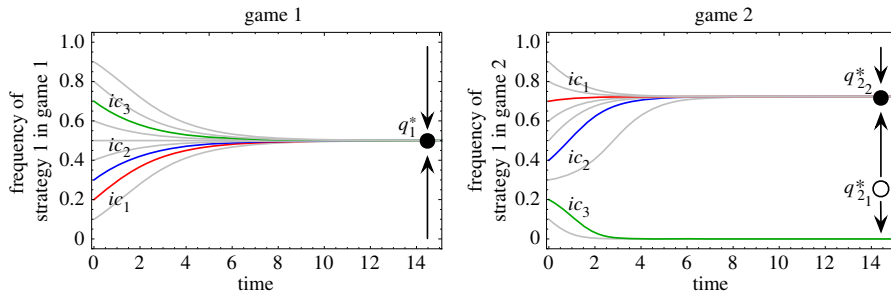 game 1
frequency of
strategy 1 in game 1
1.0
0.8
0.6
0.4
0.2
0
ic3
ic2
ic1
q*1
0 2 4 6 8 10 12 14
time
game 2
frequency of
strategy 1 in game 2
1.0
0.8
0.6
0.4
0.2
0
ic1
ic2
ic3
q*22
q*21
0 2 4 6 8 10 12 14
time